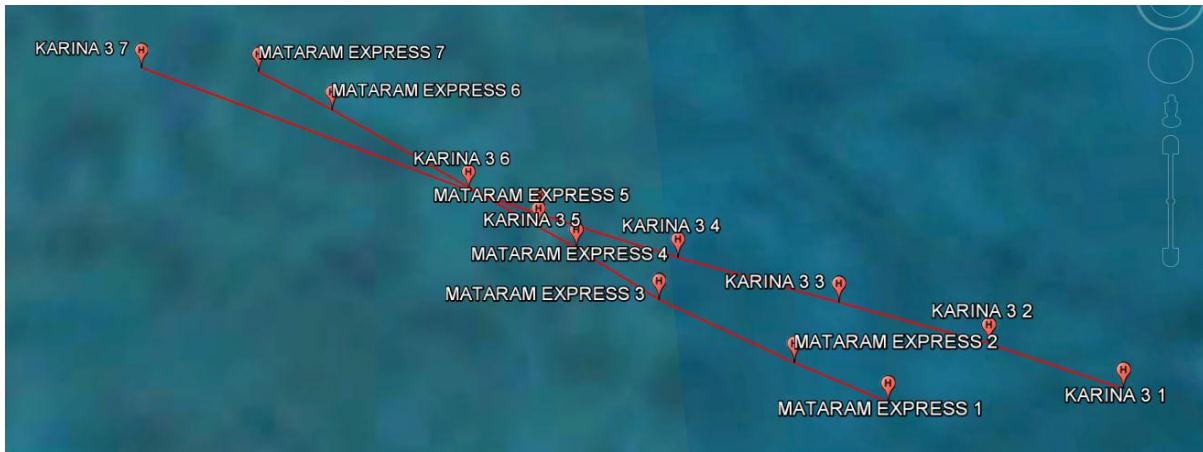 KARINA 3 7
MATARAM EXPRESS 7
MATARAM EXPRESS 6
KARINA 3 6
MATARAM EXPRESS 5
KARINA 3 5
KARINA 3 4
MATARAM EXPRESS 4
KARINA 3 3
MATARAM EXPRESS 3
KARINA 3 2
MATARAM EXPRESS 2
KARINA 3 1
MATARAM EXPRESS 1
H
H
H
H
H
H
H
H
H
H
H